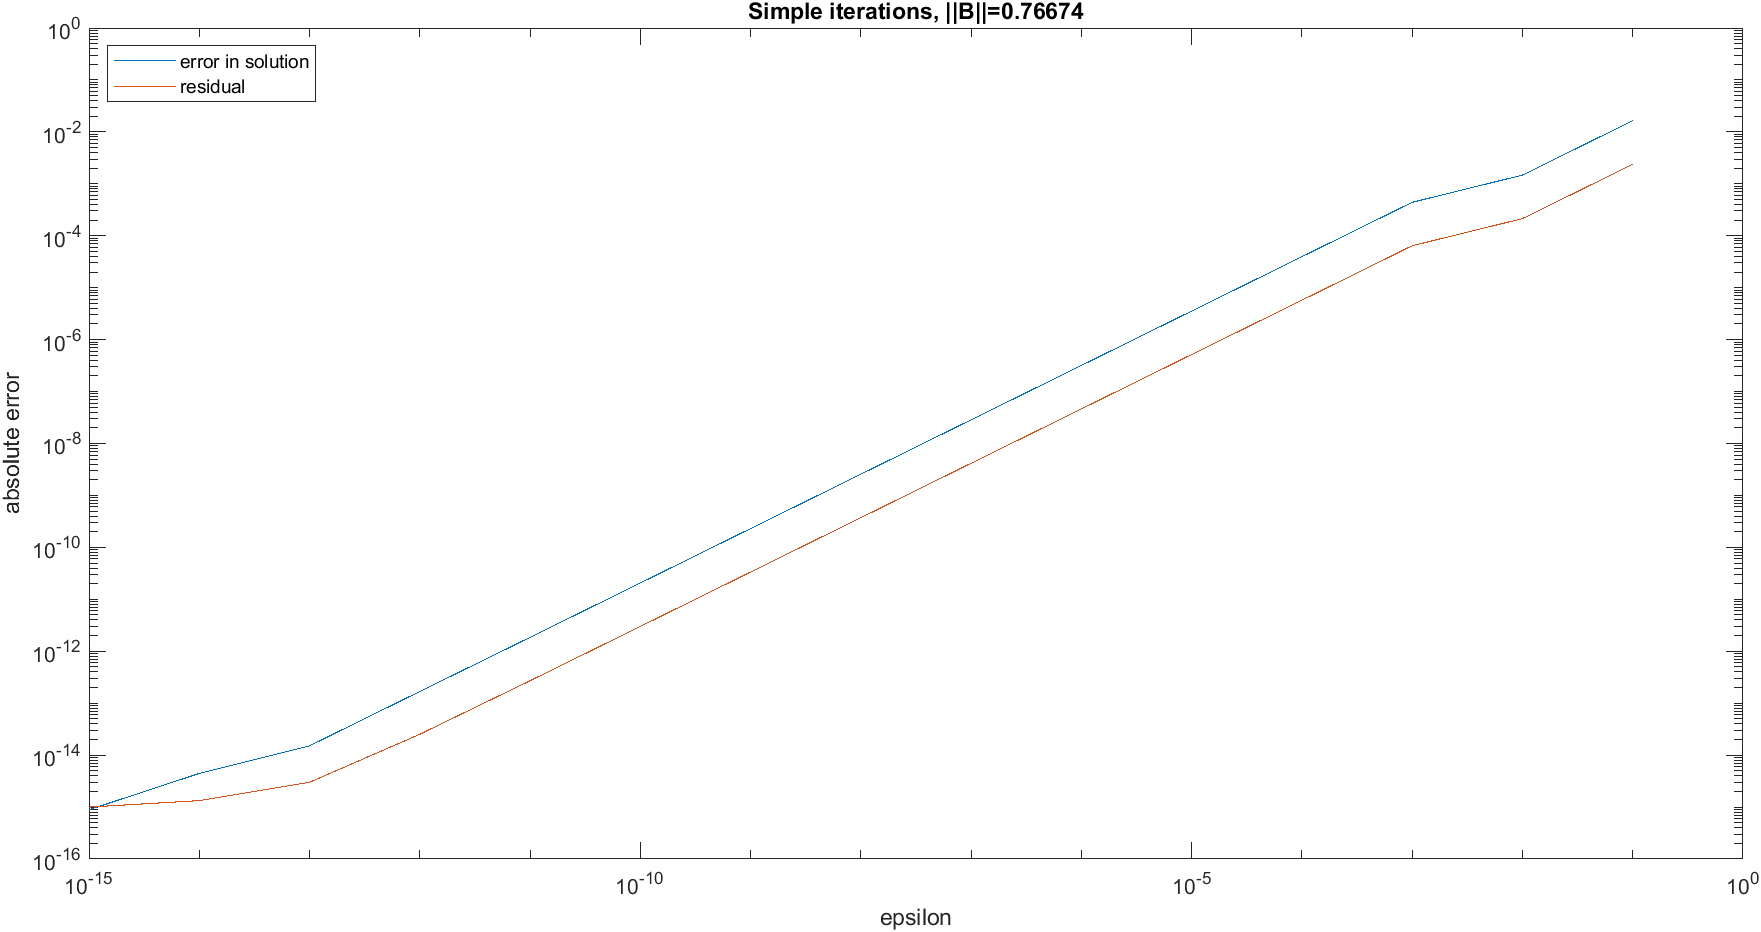 Simple iterations, ||B||=0.76674
error in solution
residual
absolute error
10^0
10^-2
10^-4
10^-6
10^-8
10^-10
10^-12
10^-14
10^-16
10^-15
10^-10
10^-5
10^0
epsilon